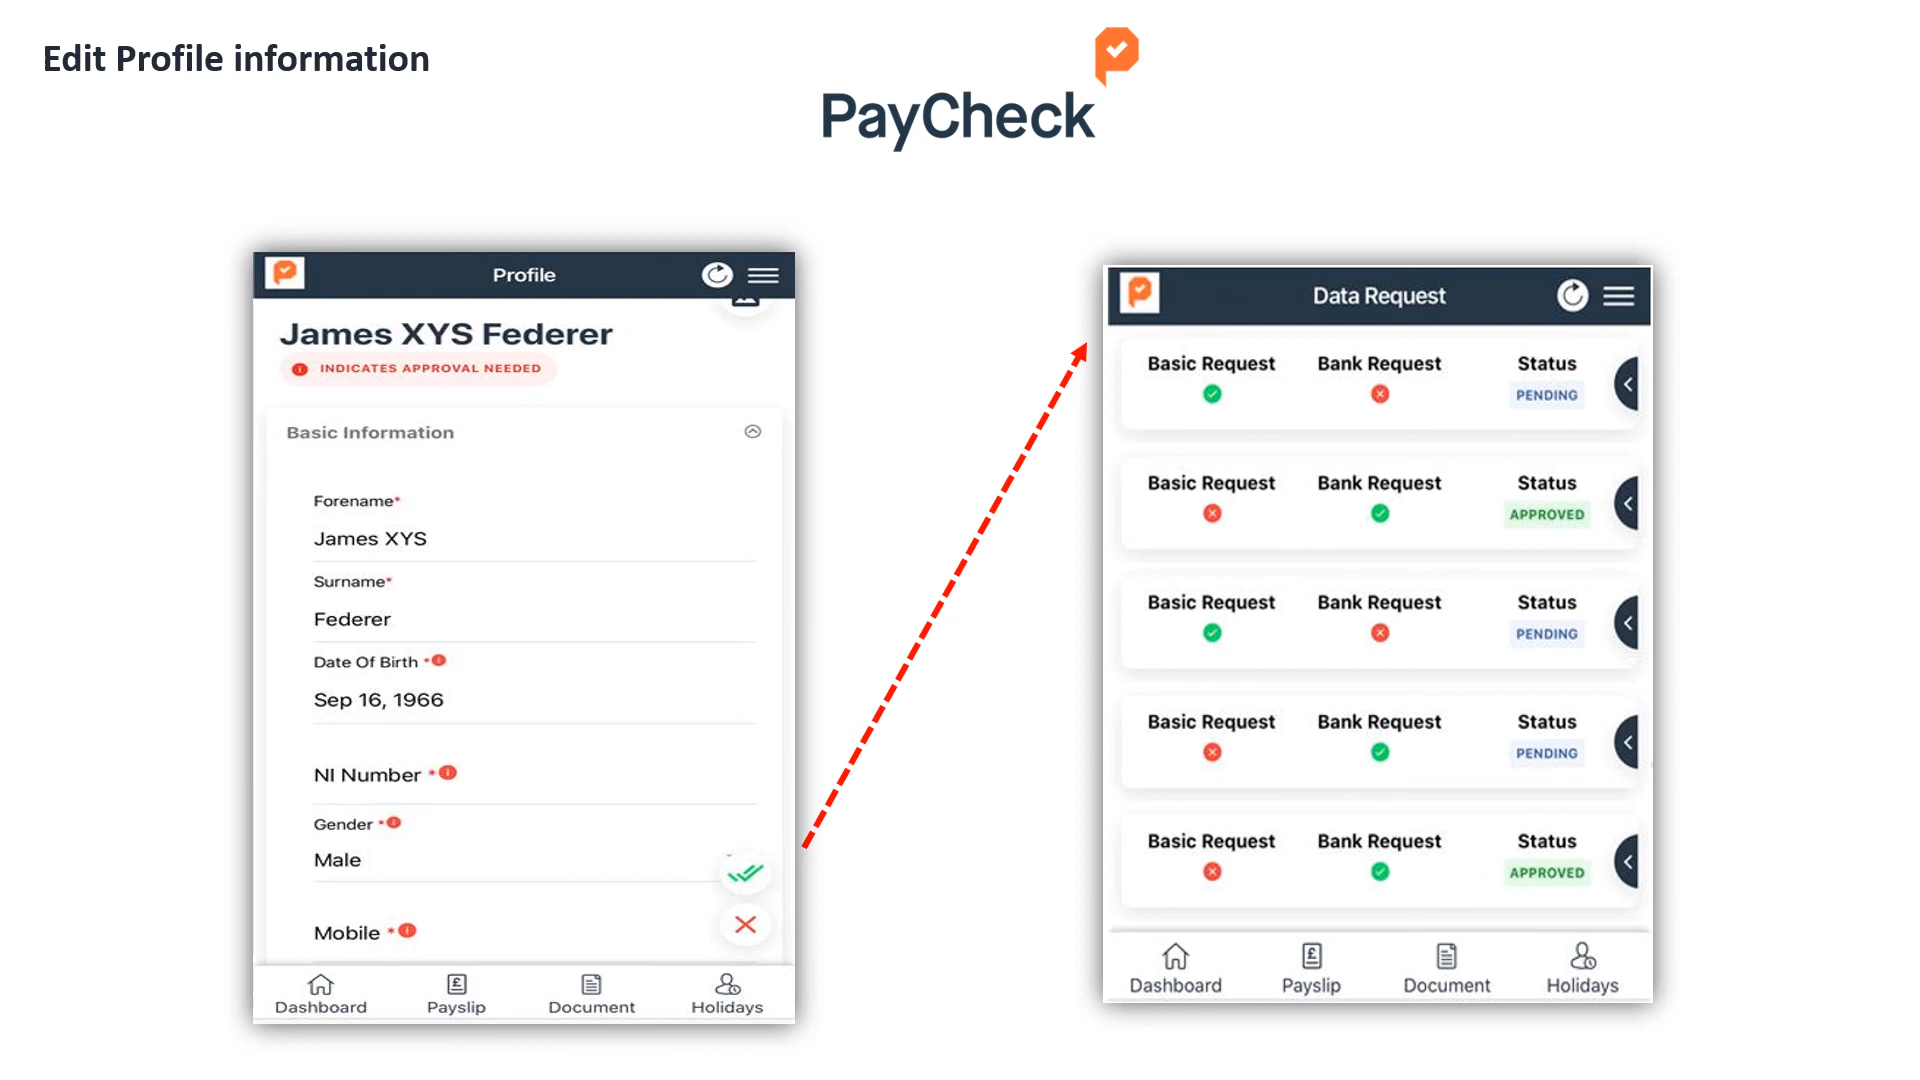 Edit Profile information
PayCheck
Profile
James XYS Federer
INDICATES APPROVAL NEEDED
Basic Information
Forename*
James XYS
Surname*
Federer
Date Of Birth *
Sep 16, 1966
NI Number *
Gender *
Male
Mobile *
Dashboard Payslip Document Holidays
Data Request
Basic Request Bank Request Status
PENDING
Basic Request Bank Request Status
APPROVED
Basic Request Bank Request Status
PENDING
Basic Request Bank Request Status
PENDING
Basic Request Bank Request Status
APPROVED
Dashboard Payslip Document Holidays